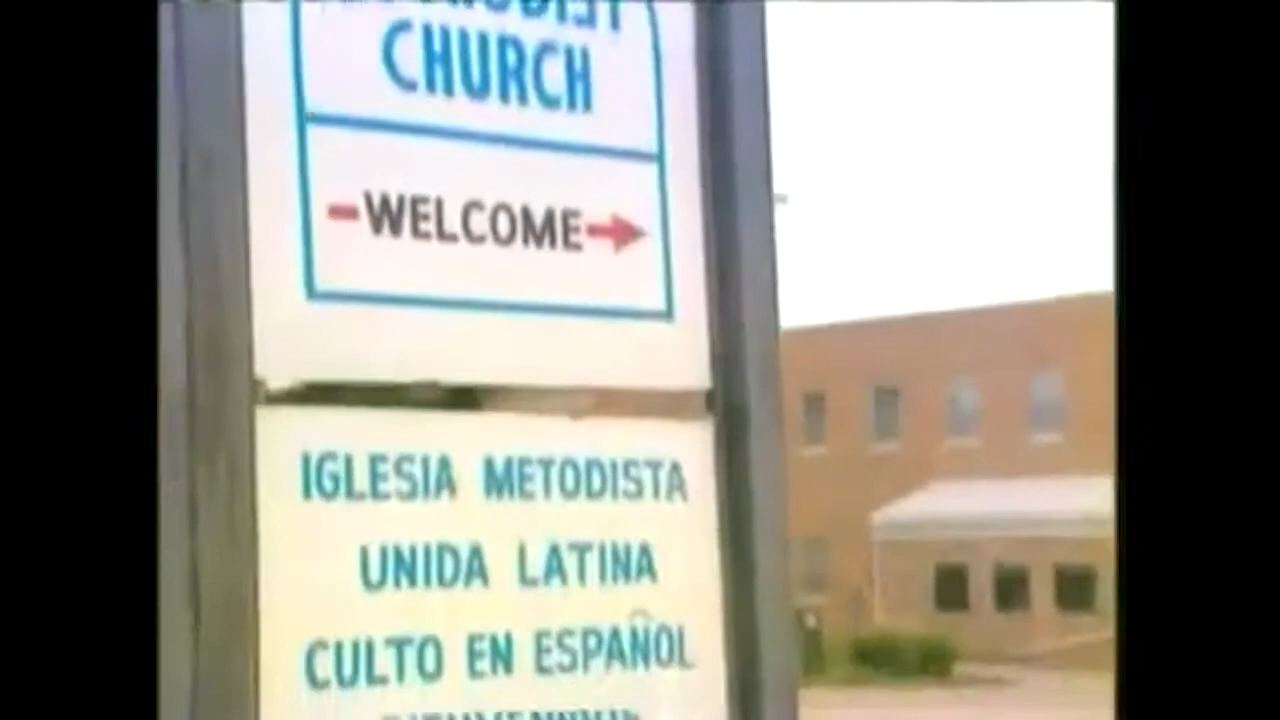 CHURCH
WELCOME
IGLESIA METODISTA
UNIDA LATINA
CULTO EN ESPAÑOL